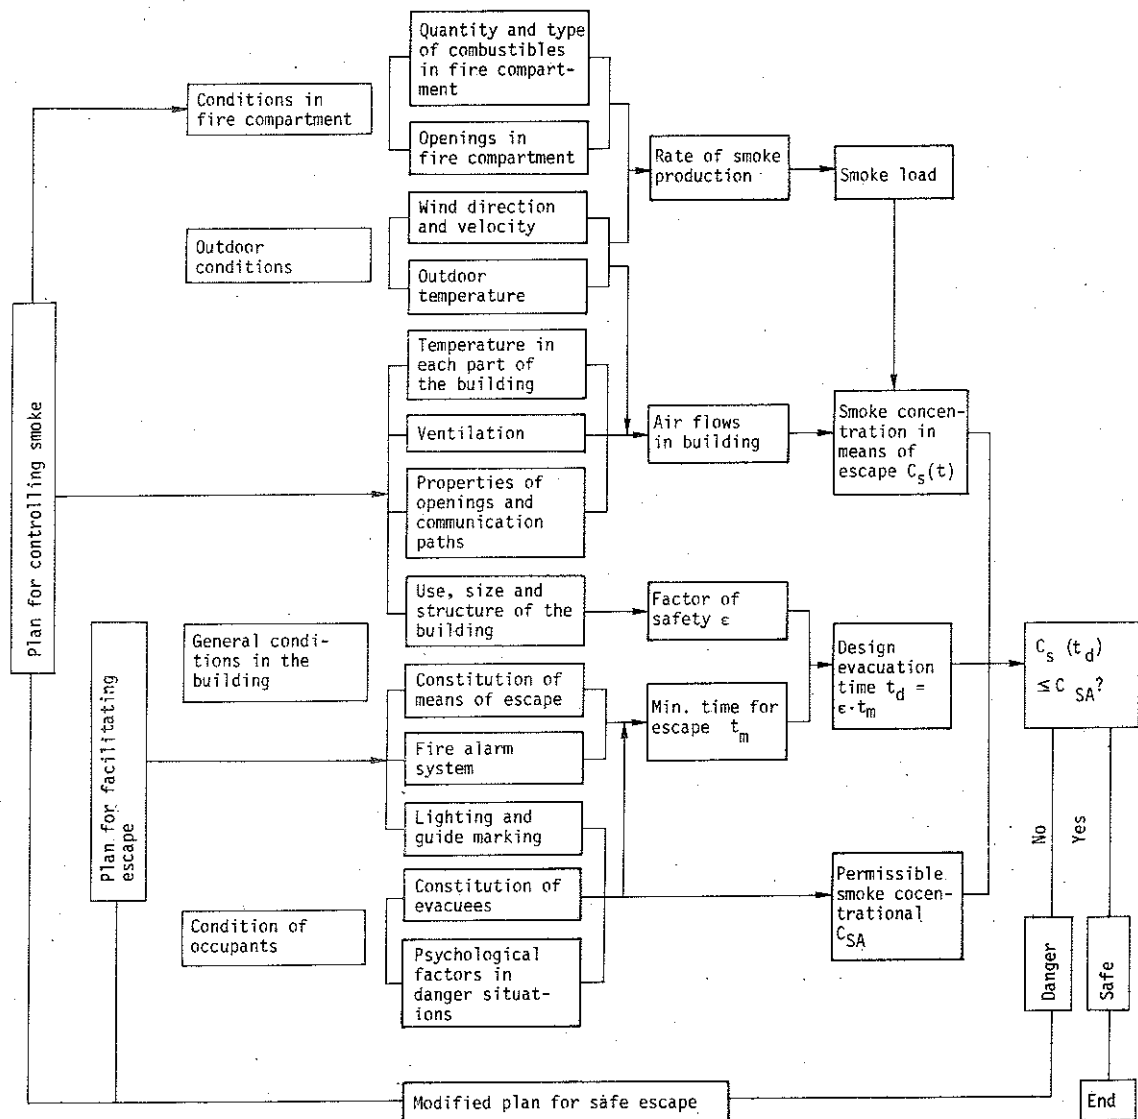 Quantity and type
of combustibles
in fire compart-
ment
Conditions in
fire compartment
Openings in
fire compartment
Rate of smoke
production
Smoke load
Wind direction
and velocity
Outdoor
conditions
Outdoor
temperature
Temperature in
each part of
the building
Ventilation
Air flows
in building
Smoke concen-
tration in
means of
escape C_s(t)
Properties of
openings and
communication
paths
Plan for controlling smoke
Use, size and
structure of the
building
Factor of
safety ε
General condi-
tions in the
building
Constitution of
means of escape
Min. time for
escape t_m
Design
evacuation
time t_d =
ε·t_m
C_s (t_d)
≤ C_SA?
Plan for facilitating
escape
Fire alarm
system
Lighting and
guide marking
No
Yes
Constitution of
evacuees
Permissible
smoke cocen-
trational
C_SA
Condition of
occupants
Psychological
factors in
danger situat-
ions
Danger
Safe
Modified plan for safe escape
End